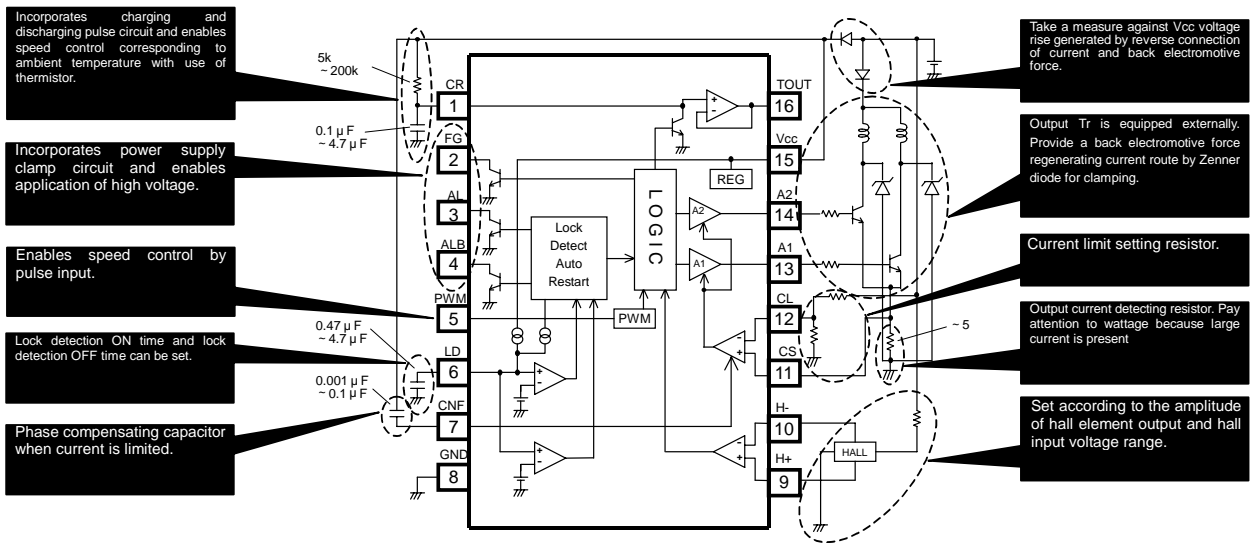 Incorporates charging and
discharging pulse circuit and enables
speed control corresponding to
ambient temperature with use of
thermistor.
Incorporates power supply
clamp circuit and enables
application of high voltage.
Enables speed control by
pulse input.
Lock detection ON time and lock
detection OFF time can be set.
Phase compensating capacitor
when current is limited.
5k
~ 200k
0.1 µ F
~ 4.7 µ F
0.47 µ F
~ 4.7 µ F
0.001 µ F
~ 0.1 µ F
CR
1
FG
2
AL
3
ALB
4
PWM
5
LD
6
CNF
7
GND
8
Lock
Detect
Auto
Restart
LOGIC
REG
PWM
A2
A1
+
-
+
-
+
-
-
+
-
+
TOUT
16
Vcc
15
A2
14
A1
13
CL
12
CS
11
H-
10
H+
9
HALL
~ 5
Take a measure against Vcc voltage
rise generated by reverse connection
of current and back electromotive
force.
Output Tr is equipped externally.
Provide a back electromotive force
regenerating current route by Zenner
diode for clamping.
Current limit setting resistor.
Output current detecting resistor. Pay
attention to wattage because large
current is present
Set according to the amplitude
of hall element output and hall
input voltage range.